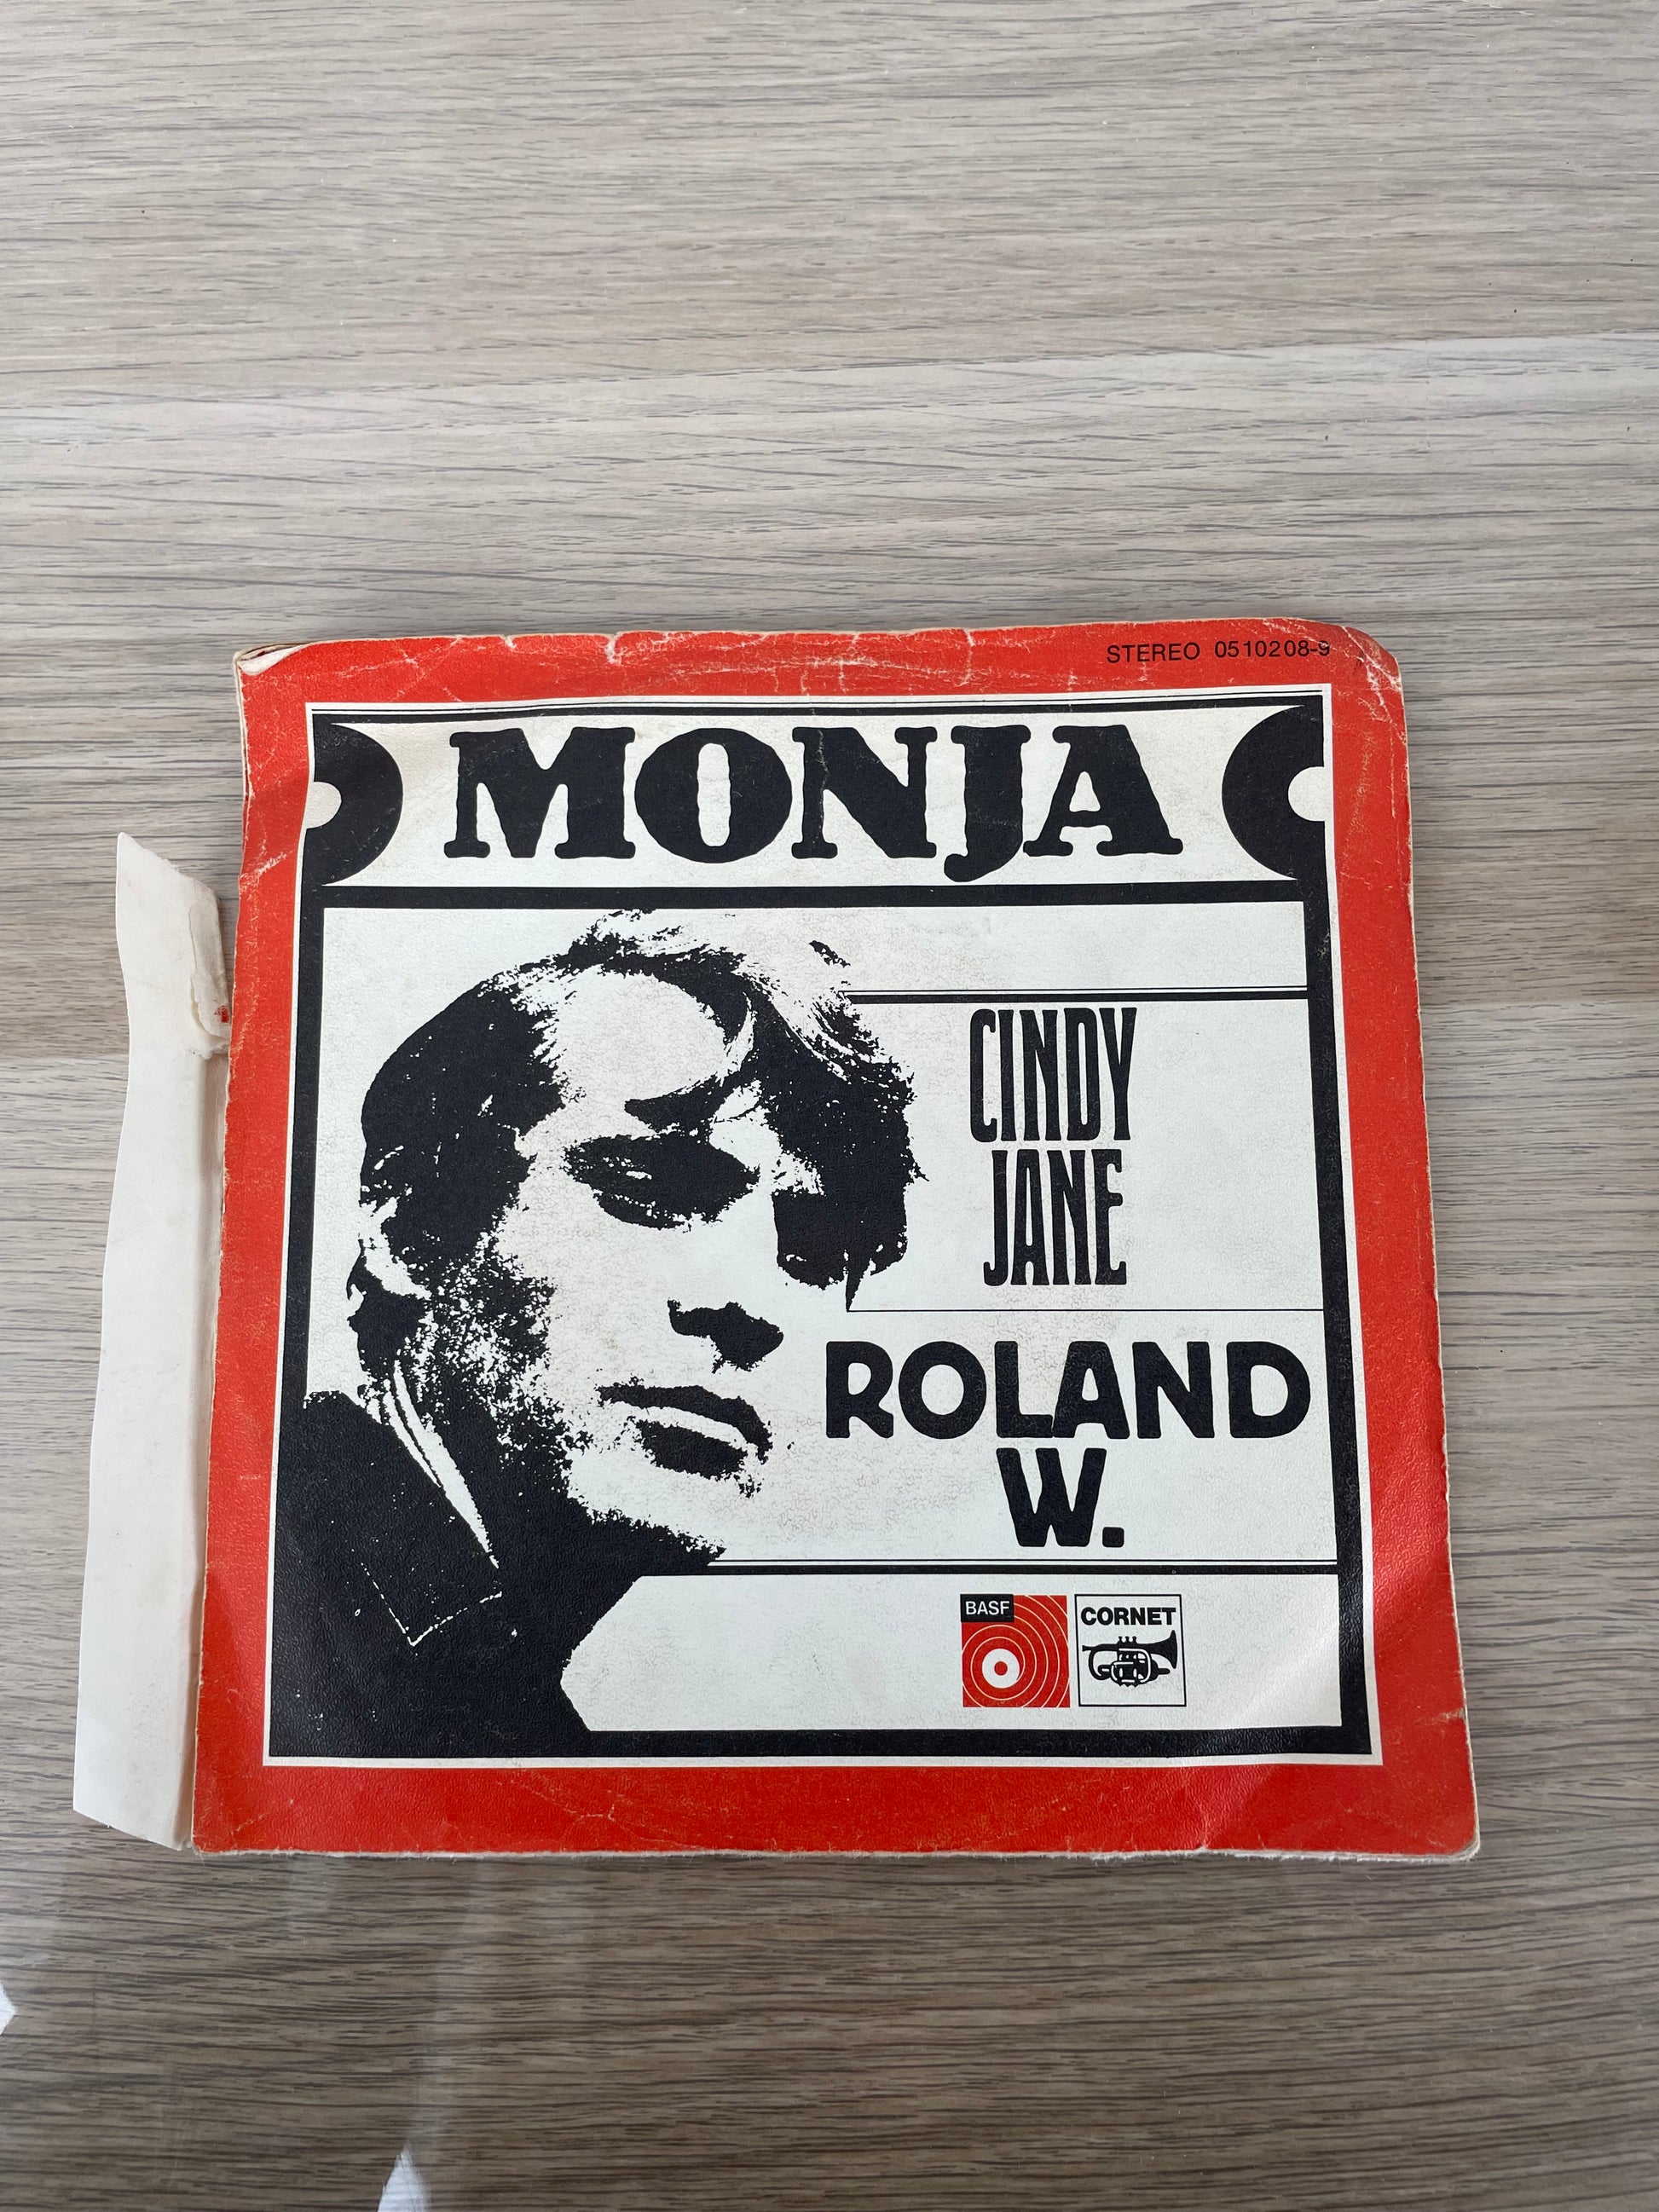 STEREO 0510208-9
MONJA
CINDY
JANE
ROLAND
W.
BASF
CORNET